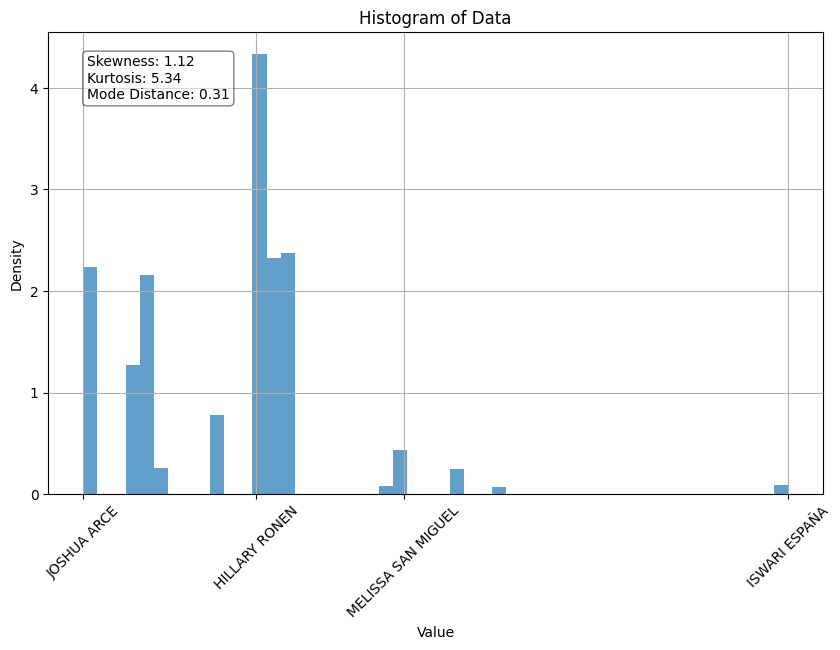 Histogram of Data
Skewness: 1.12
Kurtosis: 5.34
Mode Distance: 0.31
Density
4
3
2
1
0
JOSHUA ARCE
HILLARY RONEN
MELISSA SAN MIGUEL
ISWARI ESPAÑA
Value